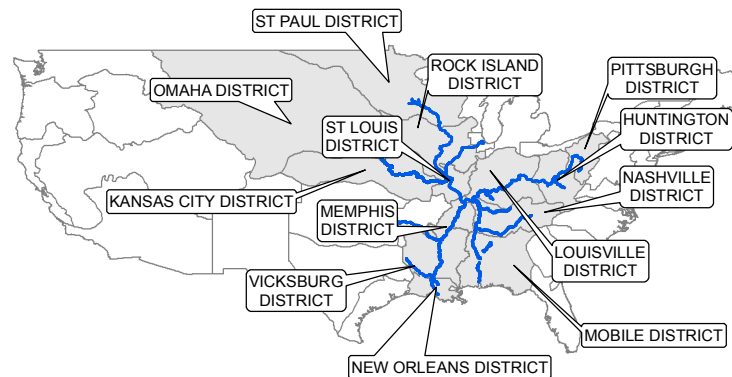 ST PAUL DISTRICT
ROCK ISLAND
DISTRICT
PITTSBURGH
DISTRICT
OMAHA DISTRICT
HUNTINGTON
DISTRICT
ST LOUIS
DISTRICT
NASHVILLE
DISTRICT
KANSAS CITY DISTRICT
MEMPHIS
DISTRICT
LOUISVILLE
DISTRICT
VICKSBURG
DISTRICT
MOBILE DISTRICT
NEW ORLEANS DISTRICT